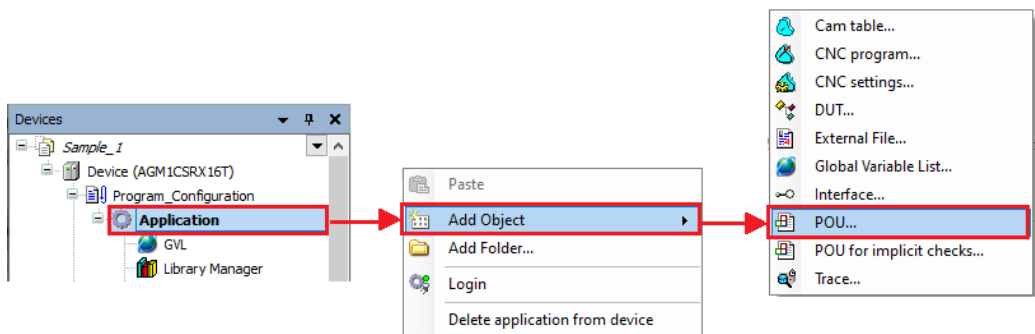 Devices
Sample_1
Device (AGM1CSRX16T)
Program_Configuration
Application
GVL
Library Manager
Paste
Add Object
Add Folder...
Login
Delete application from device
Cam table...
CNC program...
CNC settings...
DUT...
External File...
Global Variable List...
Interface...
POU...
POU for implicit checks...
Trace...